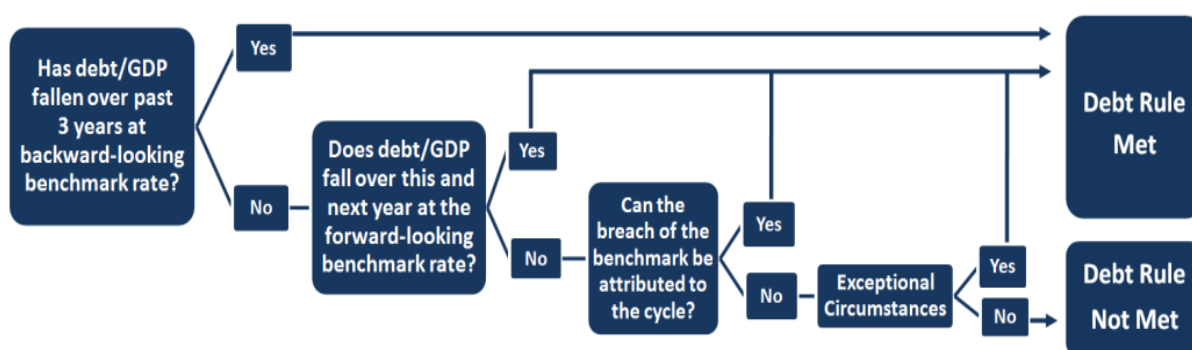 Has debt/GDP
fallen over past
3 years at
backward-looking
benchmark rate?
Yes
No
Does debt/GDP
fall over this and
next year at the
forward-looking
benchmark rate?
Yes
No
Can the
breach of the
benchmark be
attributed to
the cycle?
Yes
No
Exceptional
Circumstances
Yes
No
Debt Rule
Met
Debt Rule
Not Met